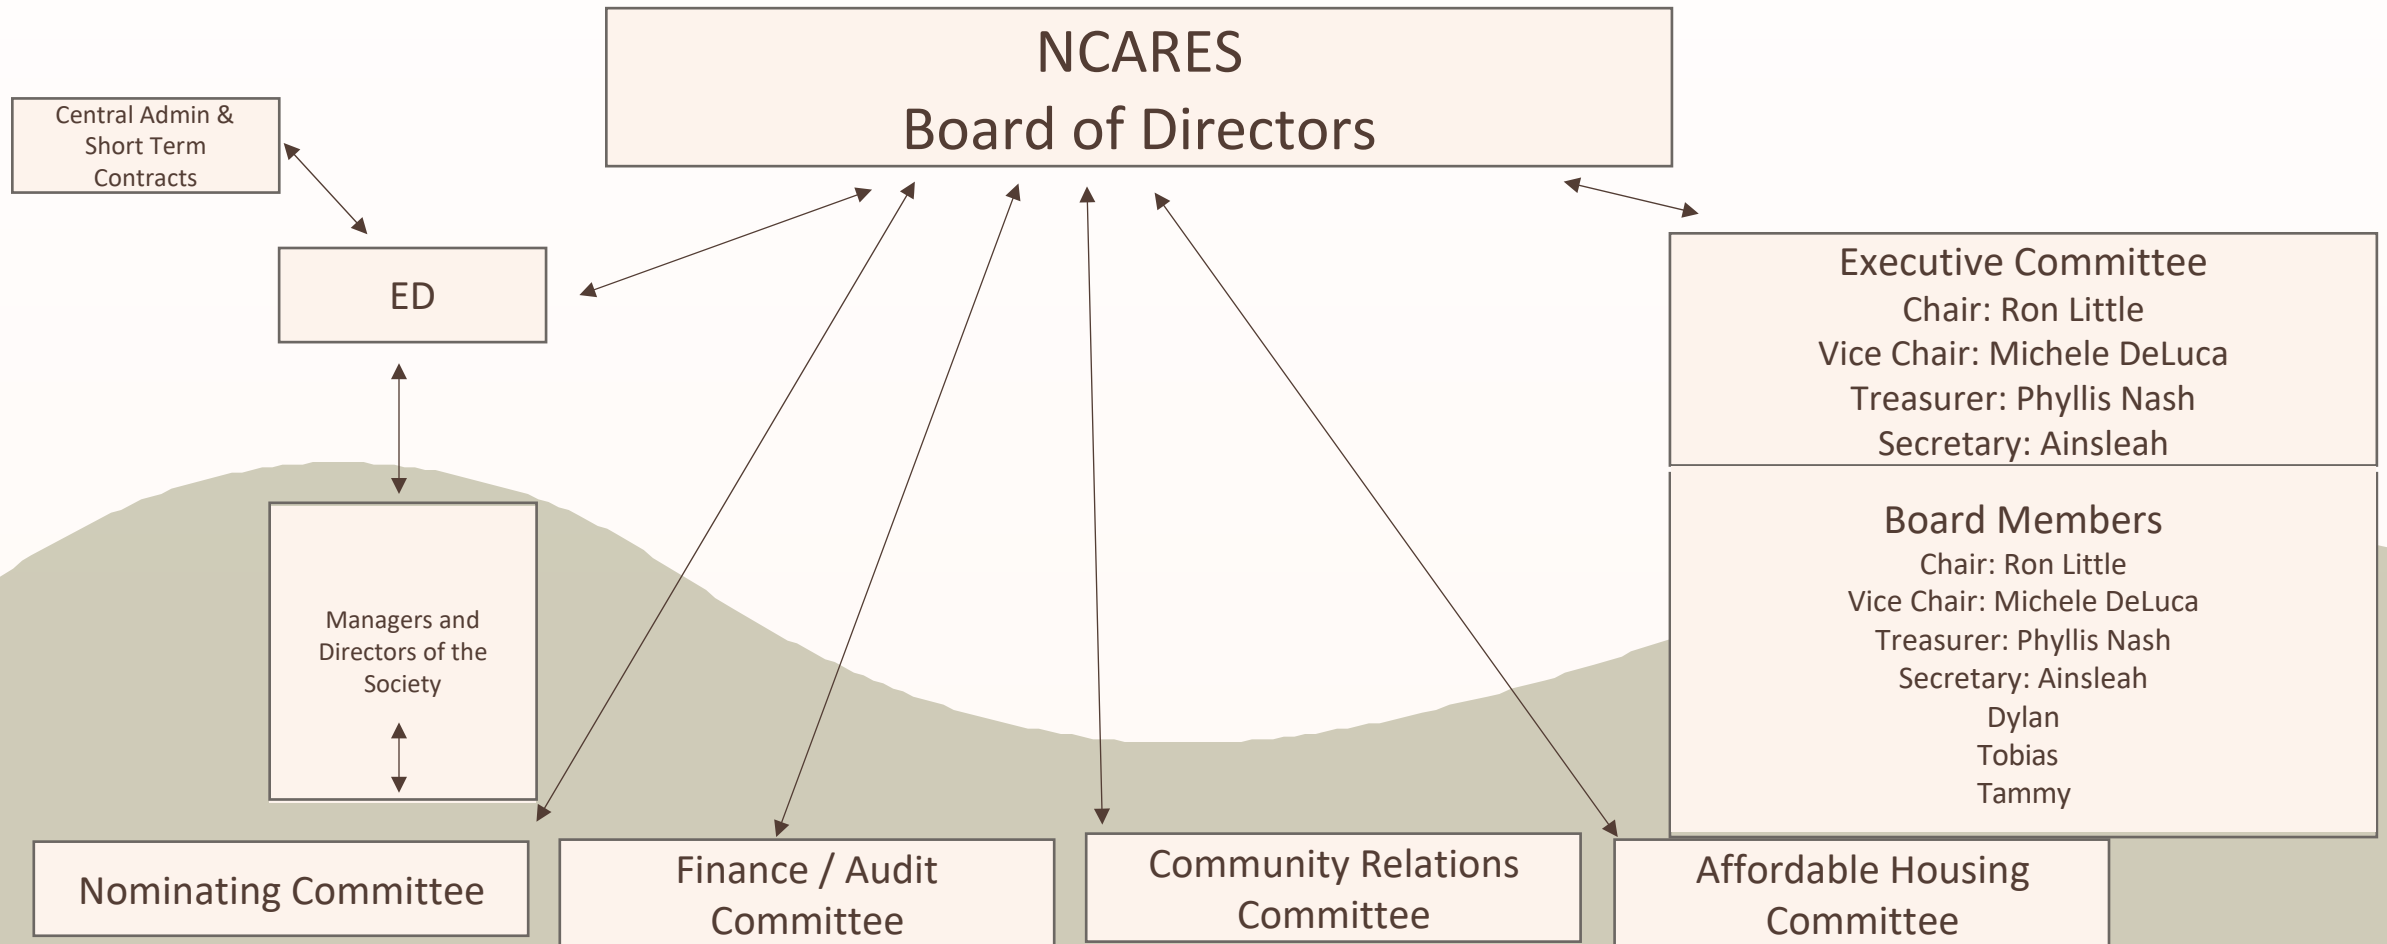 NCARES
Board of Directors
Central Admin &
Short Term
Contracts
ED
Executive Committee
Chair: Ron Little
Vice Chair: Michele DeLuca
Treasurer: Phyllis Nash
Secretary: Ainsleah
Board Members
Chair: Ron Little
Vice Chair: Michele DeLuca
Treasurer: Phyllis Nash
Secretary: Ainsleah
Dylan
Tobias
Tammy
Managers and
Directors of the
Society
Nominating Committee
Finance / Audit
Committee
Community Relations
Committee
Affordable Housing
Committee